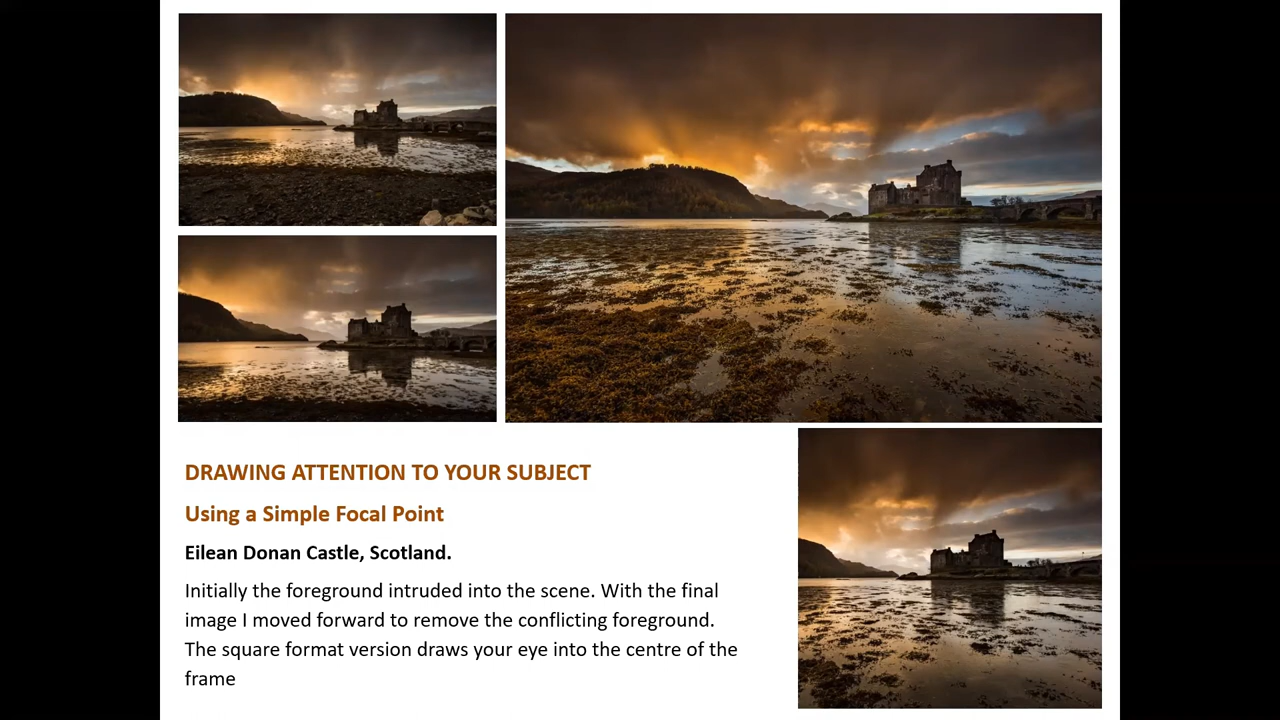 DRAWING ATTENTION TO YOUR SUBJECT
Using a Simple Focal Point
Eilean Donan Castle, Scotland.
Initially the foreground intruded into the scene. With the final
image I moved forward to remove the conflicting foreground.
The square format version draws your eye into the centre of the
frame